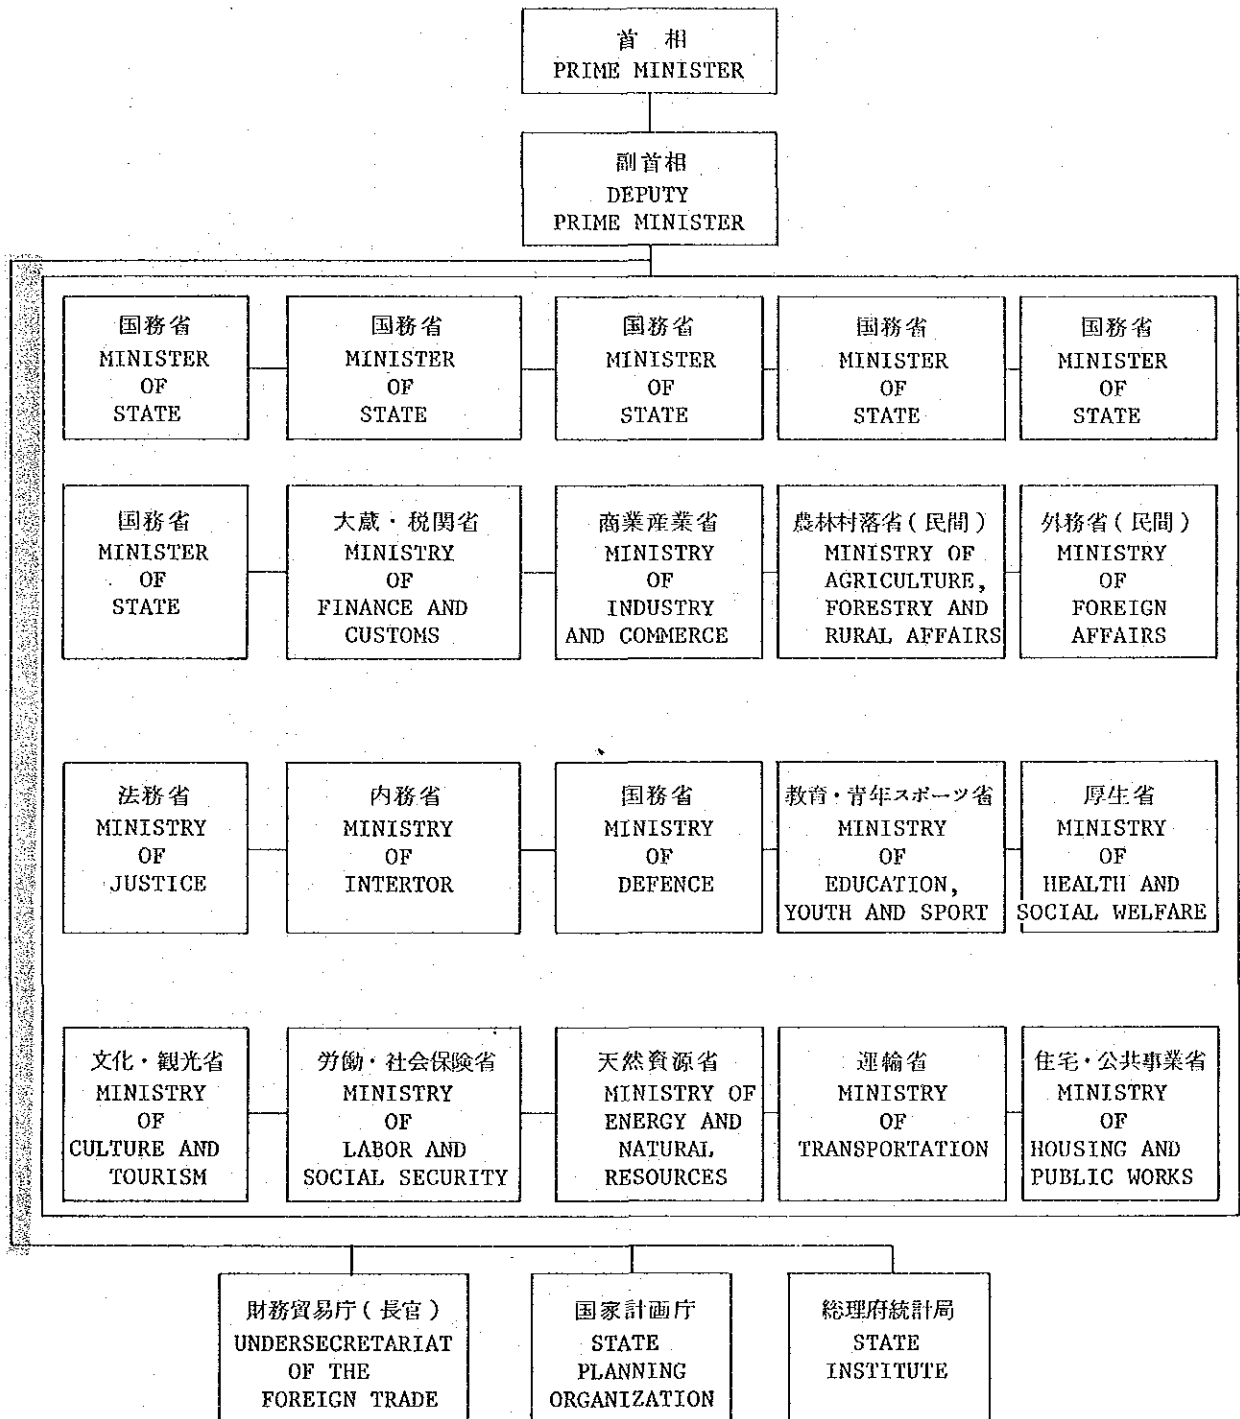 首相
PRIME MINISTER
副首相
DEPUTY
PRIME MINISTER
国務省
MINISTER
OF
STATE
国務省
MINISTER
OF
STATE
国務省
MINISTER
OF
STATE
国務省
MINISTER
OF
STATE
国務省
MINISTER
OF
STATE
国務省
MINISTER
OF
STATE
大蔵・税関省
MINISTRY
OF
FINANCE AND
CUSTOMS
商業産業省
MINISTRY
OF
INDUSTRY
AND COMMERCE
農林村落省(民間)
MINISTRY OF
AGRICULTURE,
FORESTRY AND
RURAL AFFAIRS
外務省(民間)
MINISTRY
OF
FOREIGN
AFFAIRS
法務省
MINISTRY
OF
JUSTICE
内務省
MINISTRY
OF
INTERTOR
国務省
MINISTRY
OF
DEFENCE
教育・青年スポーツ省
MINISTRY
OF
EDUCATION,
YOUTH AND SPORT
厚生省
MINISTRY
OF
HEALTH AND
SOCIAL WELFARE
文化・観光省
MINISTRY
OF
CULTURE AND
TOURISM
労働・社会保険省
MINISTRY
OF
LABOR AND
SOCIAL SECURITY
天然資源省
MINISTRY OF
ENERGY AND
NATURAL
RESOURCES
運輸省
MINISTRY
OF
TRANSPORTATION
住宅・公共事業省
MINISTRY
OF
HOUSING AND
PUBLIC WORKS
財務貿易庁(長官)
UNDERSECRETARIAT
OF THE
FOREIGN TRADE
国家計画庁
STATE
PLANNING
ORGANIZATION
総理府統計局
STATE
INSTITUTE